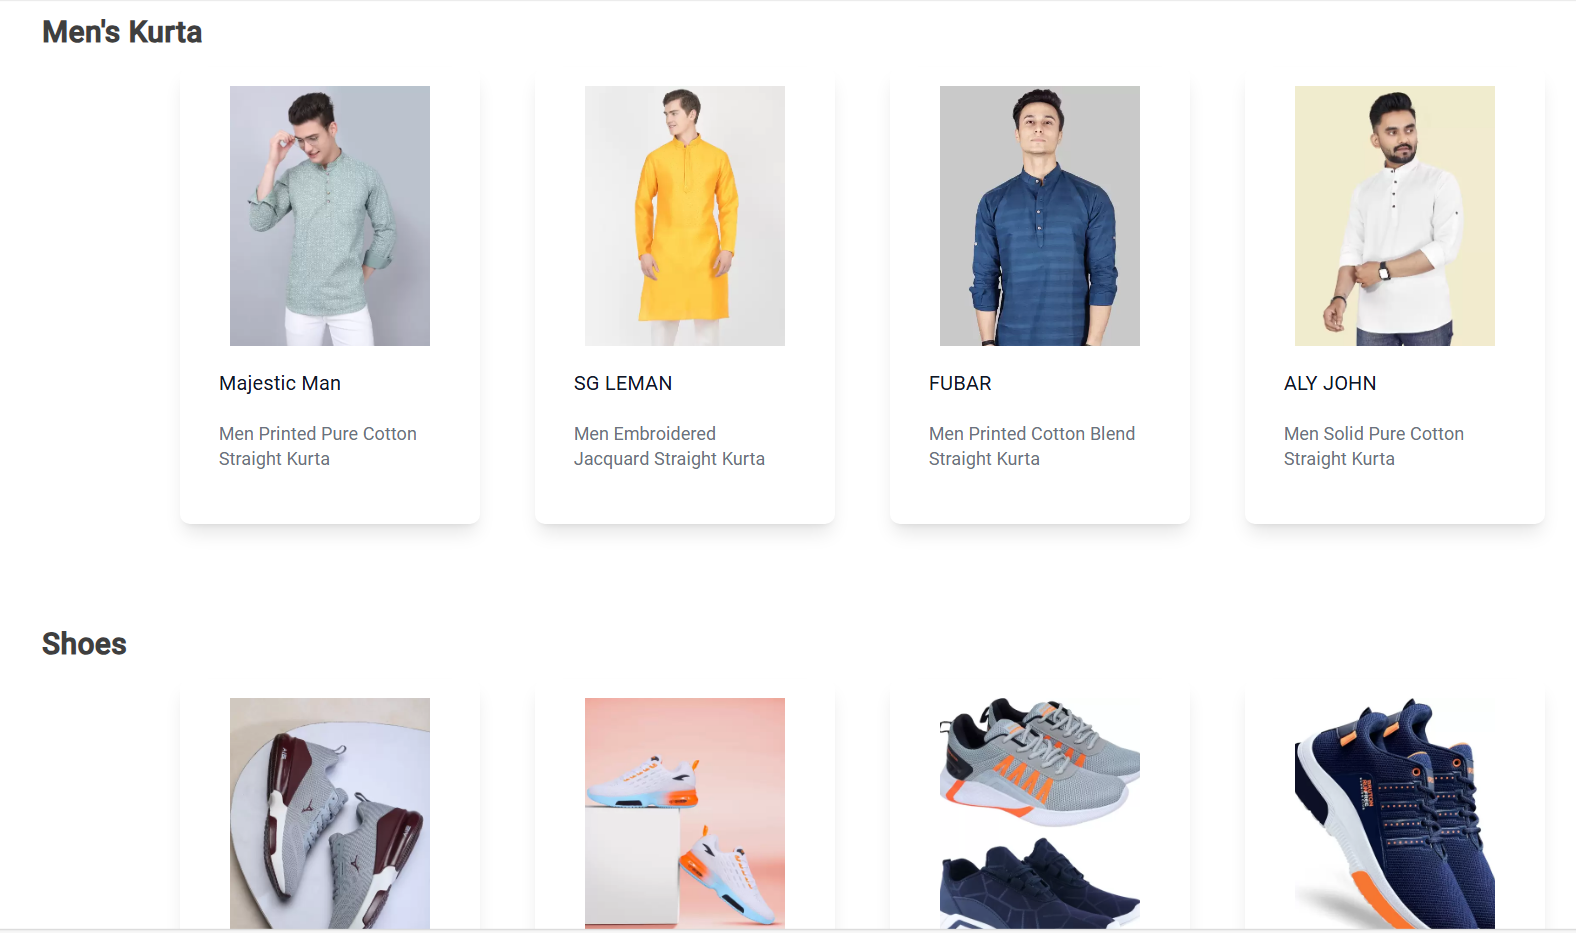 Men's Kurta
Majestic Man
Men Printed Pure Cotton
Straight Kurta
SG LEMAN
Men Embroidered
Jacquard Straight Kurta
FUBAR
Men Printed Cotton Blend
Straight Kurta
ALY JOHN
Men Solid Pure Cotton
Straight Kurta
Shoes